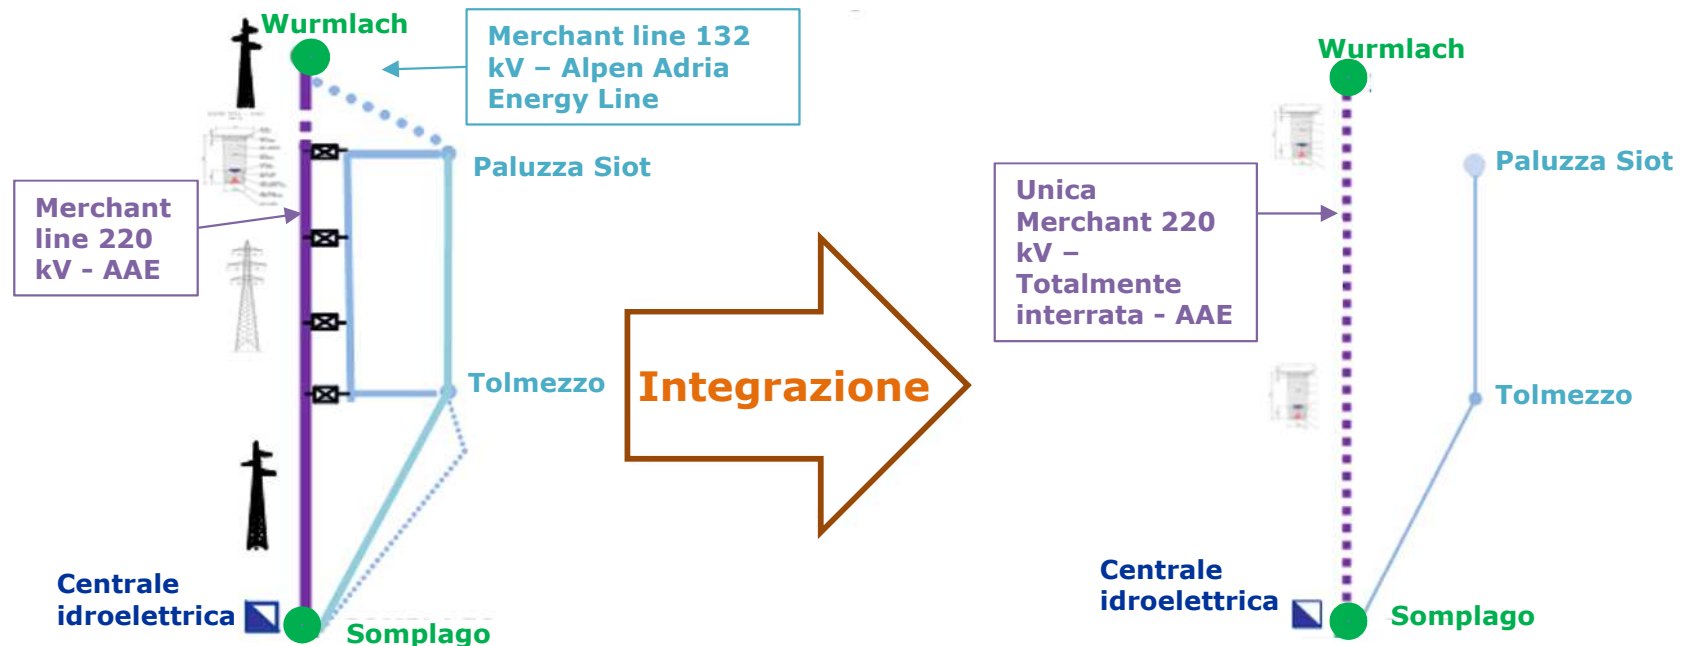 Wurmlach
Merchant line 132
kV – Alpen Adria
Energy Line
Paluzza Siot
Merchant
line 220
kV - AAE
Tolmezzo
Centrale
idroelettrica
Somplago
Integrazione
Wurmlach
Unica
Merchant 220
kV –
Totalmente
interrata - AAE
Paluzza Siot
Tolmezzo
Centrale
idroelettrica
Somplago